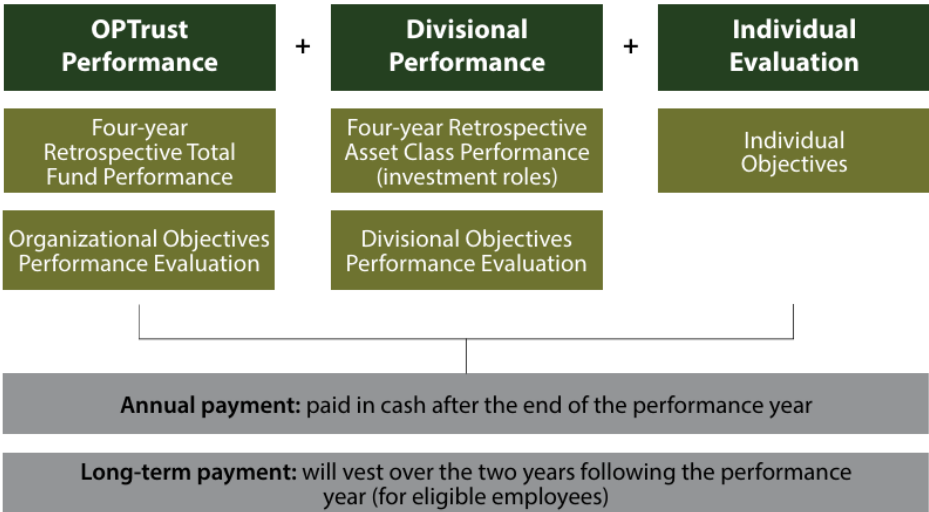 OPTrust
Performance
+
Divisional
Performance
+
Individual
Evaluation
Four-year
Retrospective Total
Fund Performance
Four-year Retrospective
Asset Class Performance
(investment roles)
Individual
Objectives
Organizational Objectives
Performance Evaluation
Divisional Objectives
Performance Evaluation
Annual payment: paid in cash after the end of the performance year
Long-term payment: will vest over the two years following the performance
year (for eligible employees)